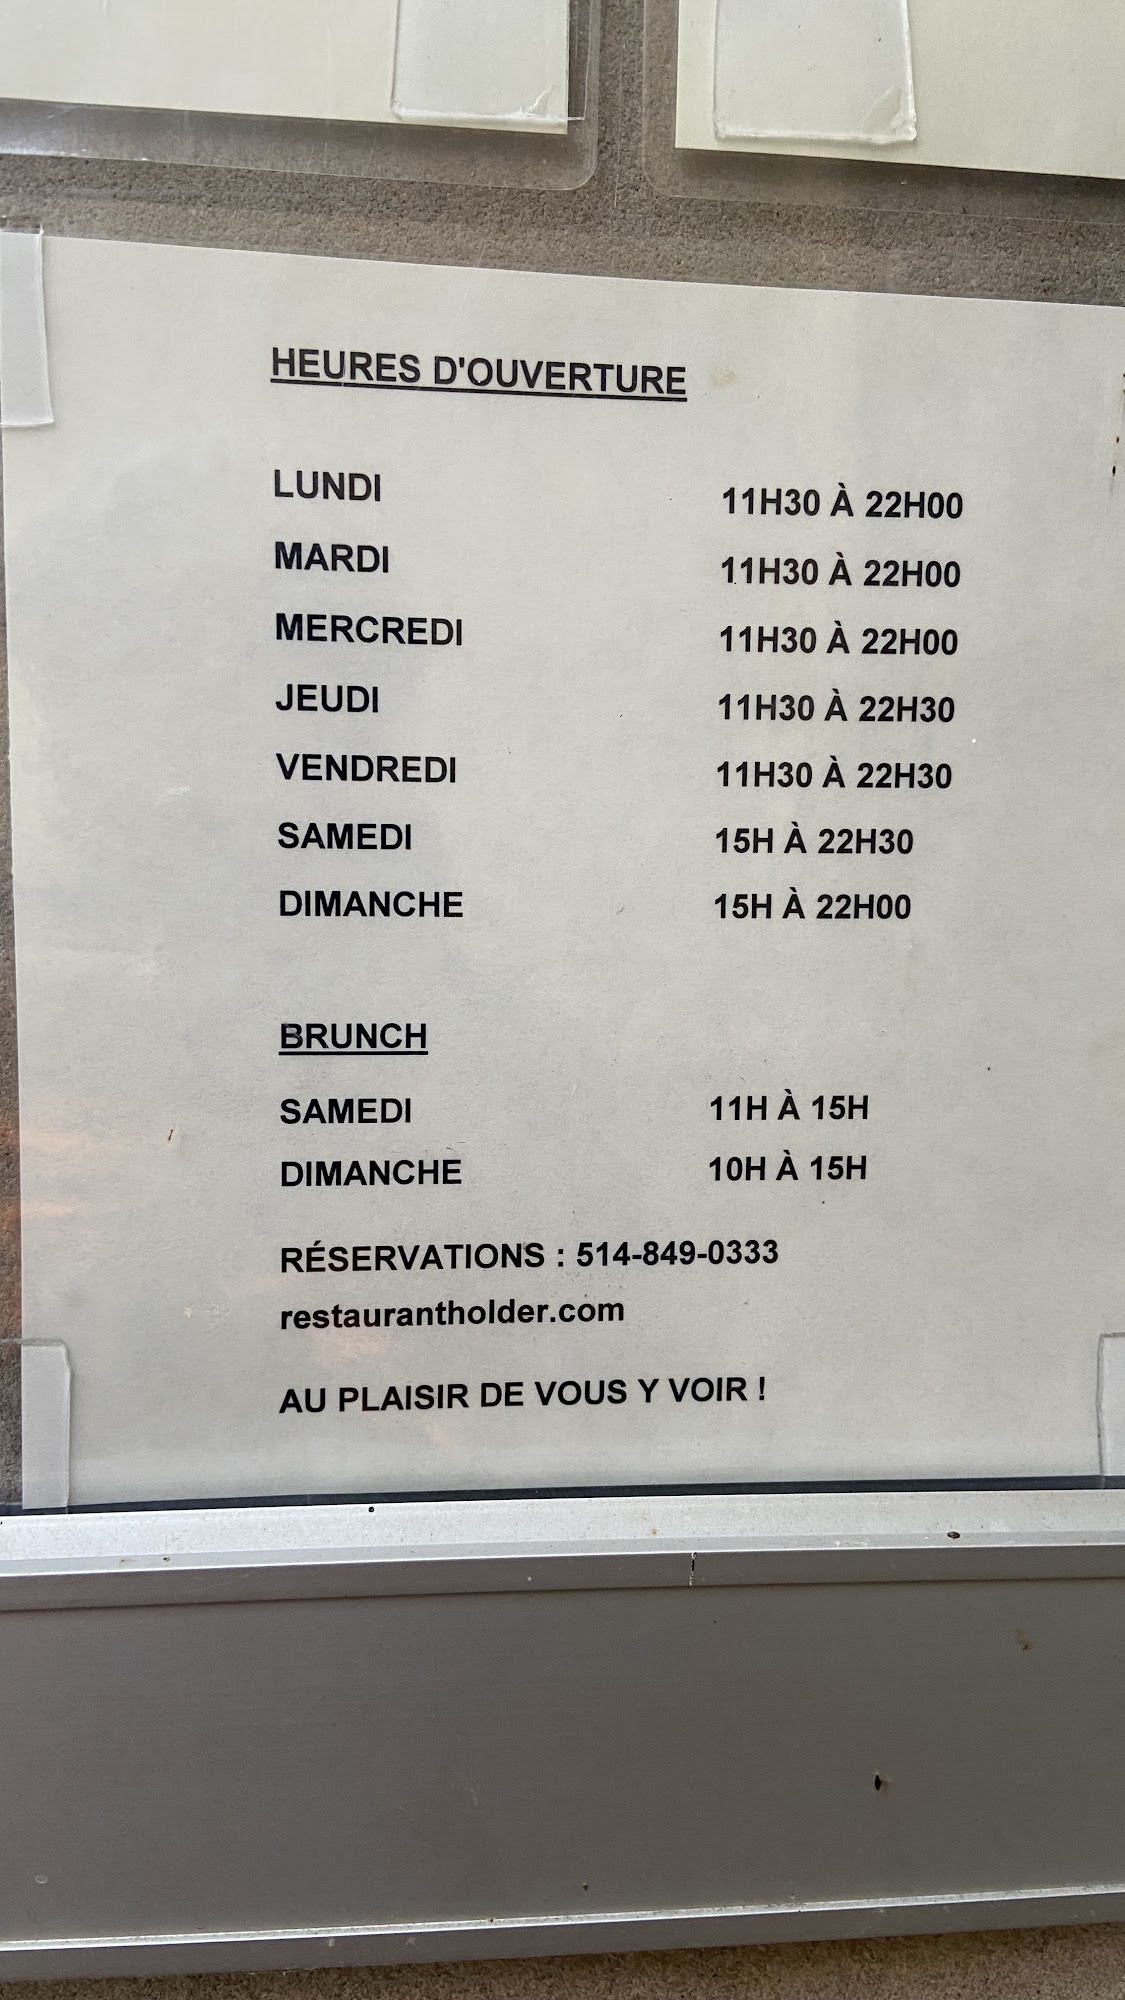 HEURES D'OUVERTURE
LUNDI 11H30 À 22H00
MARDI 11H30 À 22H00
MERCREDI 11H30 À 22H00
JEUDI 11H30 À 22H30
VENDREDI 11H30 À 22H30
SAMEDI 15H À 22H30
DIMANCHE 15H À 22H00
BRUNCH
SAMEDI 11H À 15H
DIMANCHE 10H À 15H
RÉSERVATIONS : 514-849-0333
restaurantholder.com
AU PLAISIR DE VOUS Y VOIR !